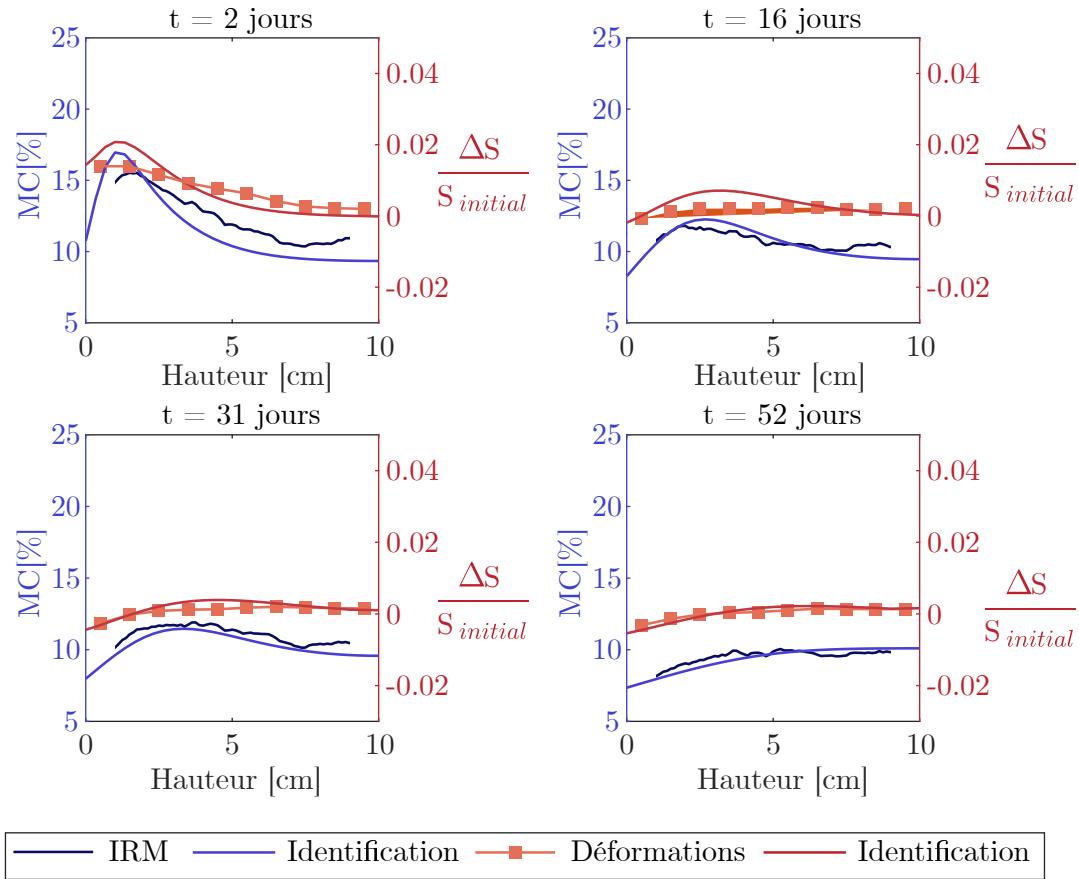 t = 2 jours
25
20
15
10
5
MC[%]
0.04
0.02
0
-0.02
ΔS
S initial
0
5
10
Hauteur [cm]
t = 16 jours
25
20
15
10
5
MC[%]
0.04
0.02
0
-0.02
ΔS
S initial
0
5
10
Hauteur [cm]
t = 31 jours
25
20
15
10
5
MC[%]
0.04
0.02
0
-0.02
ΔS
S initial
0
5
10
Hauteur [cm]
t = 52 jours
25
20
15
10
5
MC[%]
0.04
0.02
0
-0.02
ΔS
S initial
0
5
10
Hauteur [cm]
IRM Identification Déformations Identification